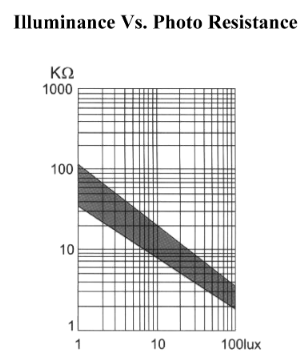 Illuminance Vs. Photo Resistance
KΩ
1000
100
10
1
1 10 100lux